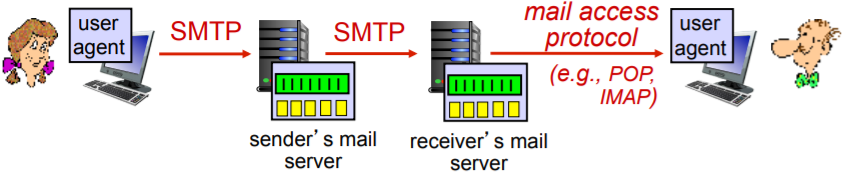 user
agent
SMTP
SMTP
mail access
protocol
(e.g., POP,
IMAP)
user
agent
sender's mail
server
receiver's mail
server